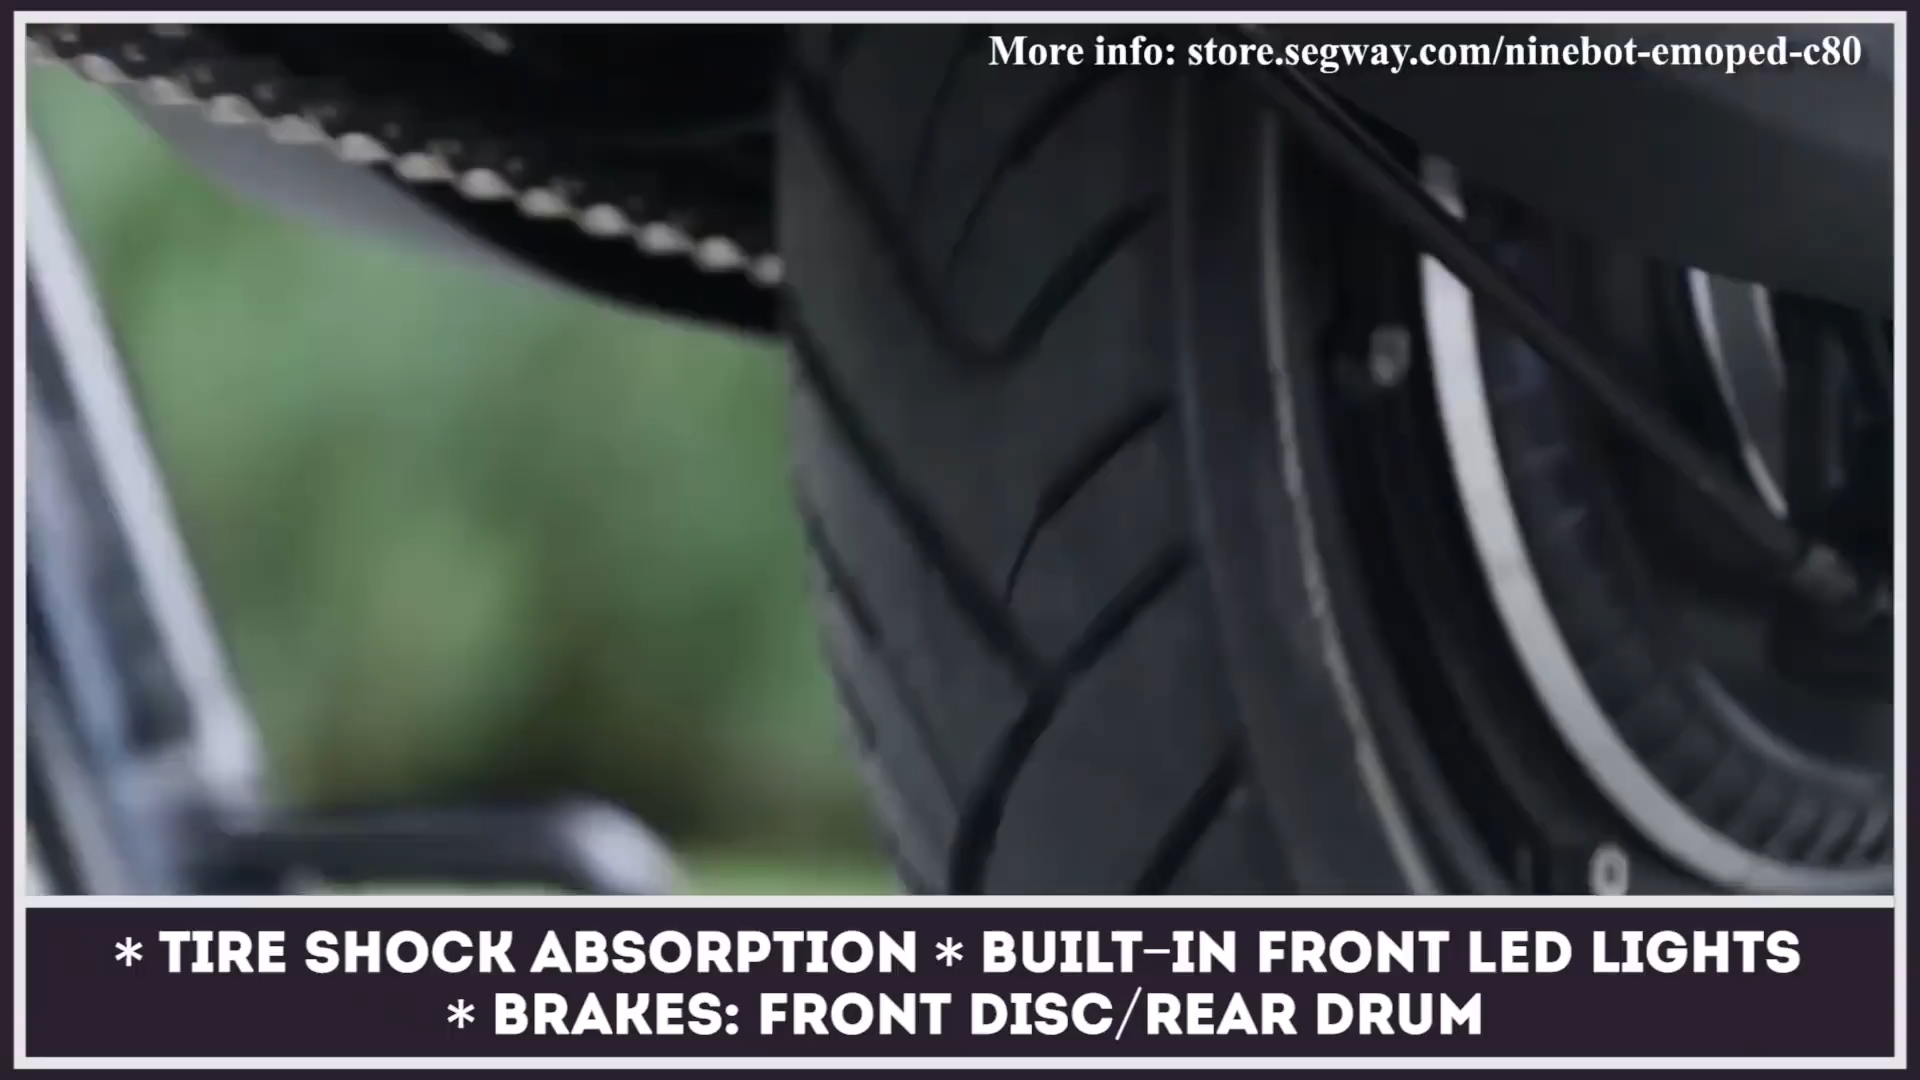 More info: store.segway.com/ninebot-emoped-c80
* TIRE SHOCK ABSORPTION * BUILT-IN FRONT LED LIGHTS
* BRAKES: FRONT DISC/REAR DRUM